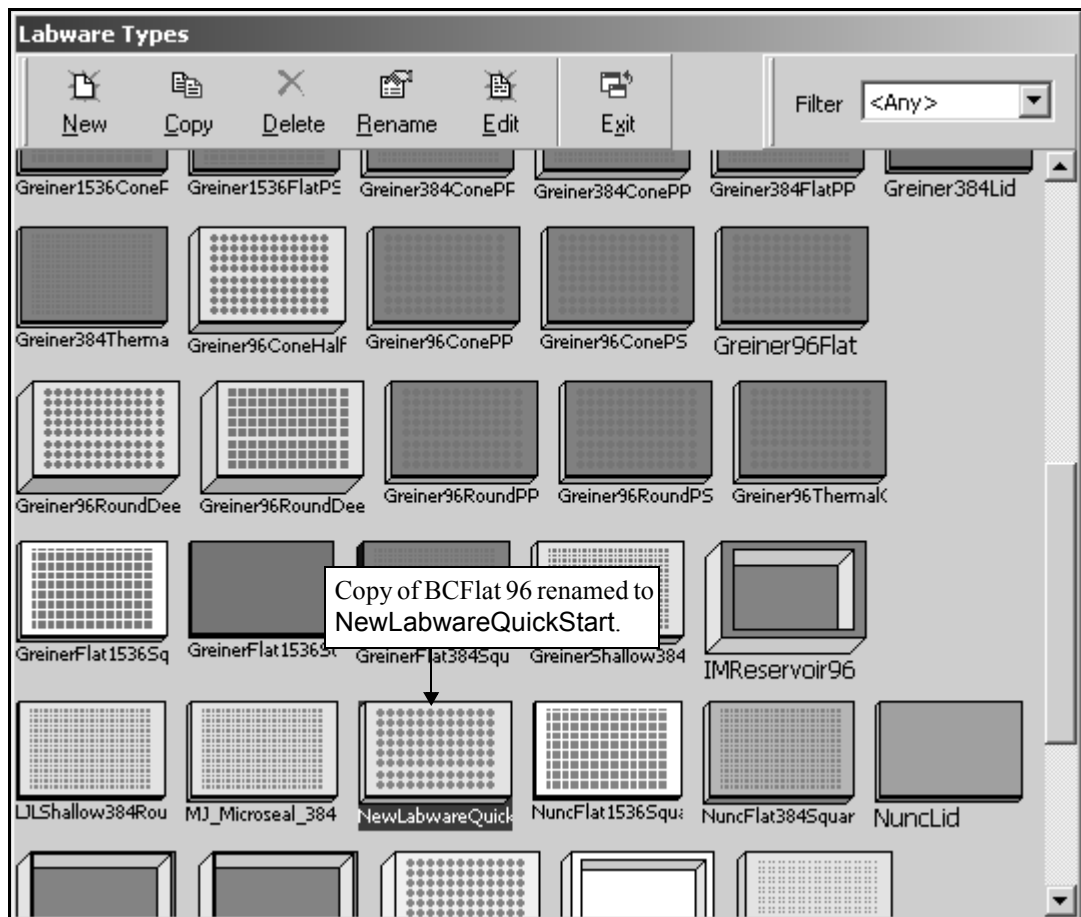 Labware Types
New Copy Delete Rename Edit Exit Filter <Any>
Greiner1536ConeF Greiner1536FlatPS Greiner384ConePF Greiner384ConePP Greiner384FlatPP Greiner384Lid
Greiner384Therma Greiner96ConeHalf Greiner96ConePP Greiner96ConePS Greiner96Flat
Greiner96RoundDee Greiner96RoundDee Greiner96RoundPP Greiner96RoundPS Greiner96Thermal
Copy of BCFlat 96 renamed to
NewLabwareQuickStart.
GreinerFlat1536Sq GreinerFlat1536S GreinerFlat384Squ GreinerShallow384 IMReservoir96
LJLShallow384Rou MJ_Microseal_384 NewLabwareQuick NuncFlat1536Squa NuncFlat384Squar NuncLid